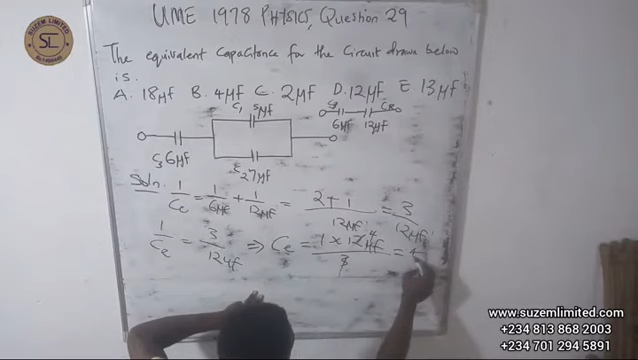 SUZEM LIMITED
UME 1978 PHYSICS, Question 29
The equivalent Capacitance for the Circuit drawn below
is.
A. 18μF B. 4μF C. 2μF D. 12μF E 13μF
C₁ 5μF
6μF 12μF
6μF
7μF
Soln. 1/Ce = 1/6μF + 1/12μF = 2+1/12μF = 3/12μF
1/Ce = 3/12μF ⇒ Ce = 1 x 12μF/3 = 4
www.suzemlimited.com
+234 813 868 2003
+234 701 294 5891